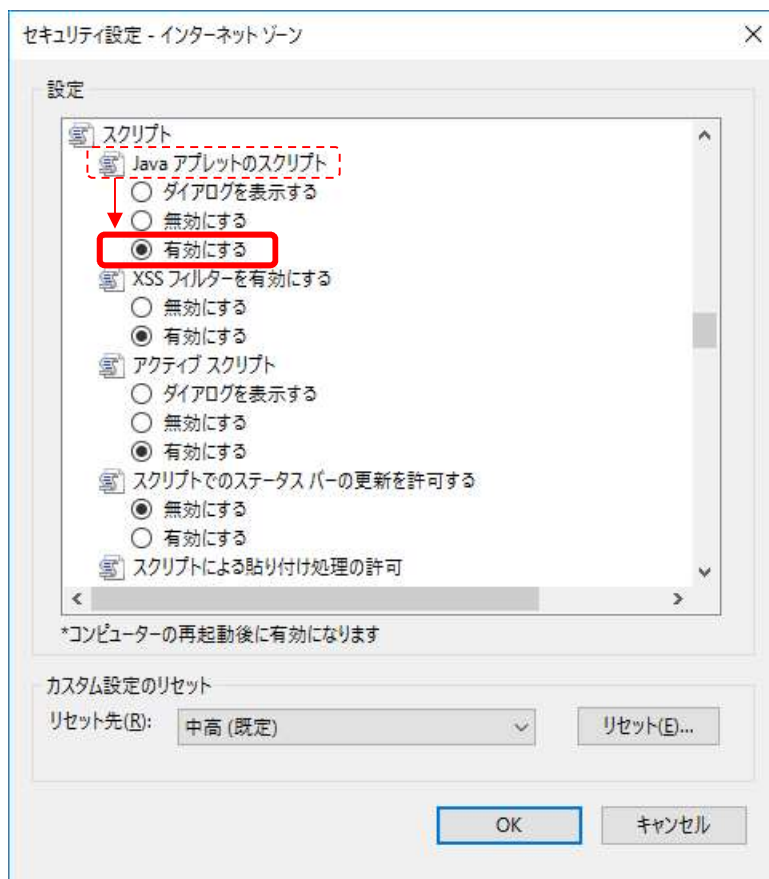 セキュリティ設定 - インターネット ゾーン
設定
スクリプト
Java アプレットのスクリプト
ダイアログを表示する
無効にする
有効にする
XSS フィルターを有効にする
無効にする
有効にする
アクティブ スクリプト
ダイアログを表示する
無効にする
有効にする
スクリプトでのステータス バーの更新を許可する
無効にする
有効にする
スクリプトによる貼り付け処理の許可
*コンピューターの再起動後に有効になります
カスタム設定のリセット
リセット先(R): 中高 (既定) リセット(E)...
OK キャンセル